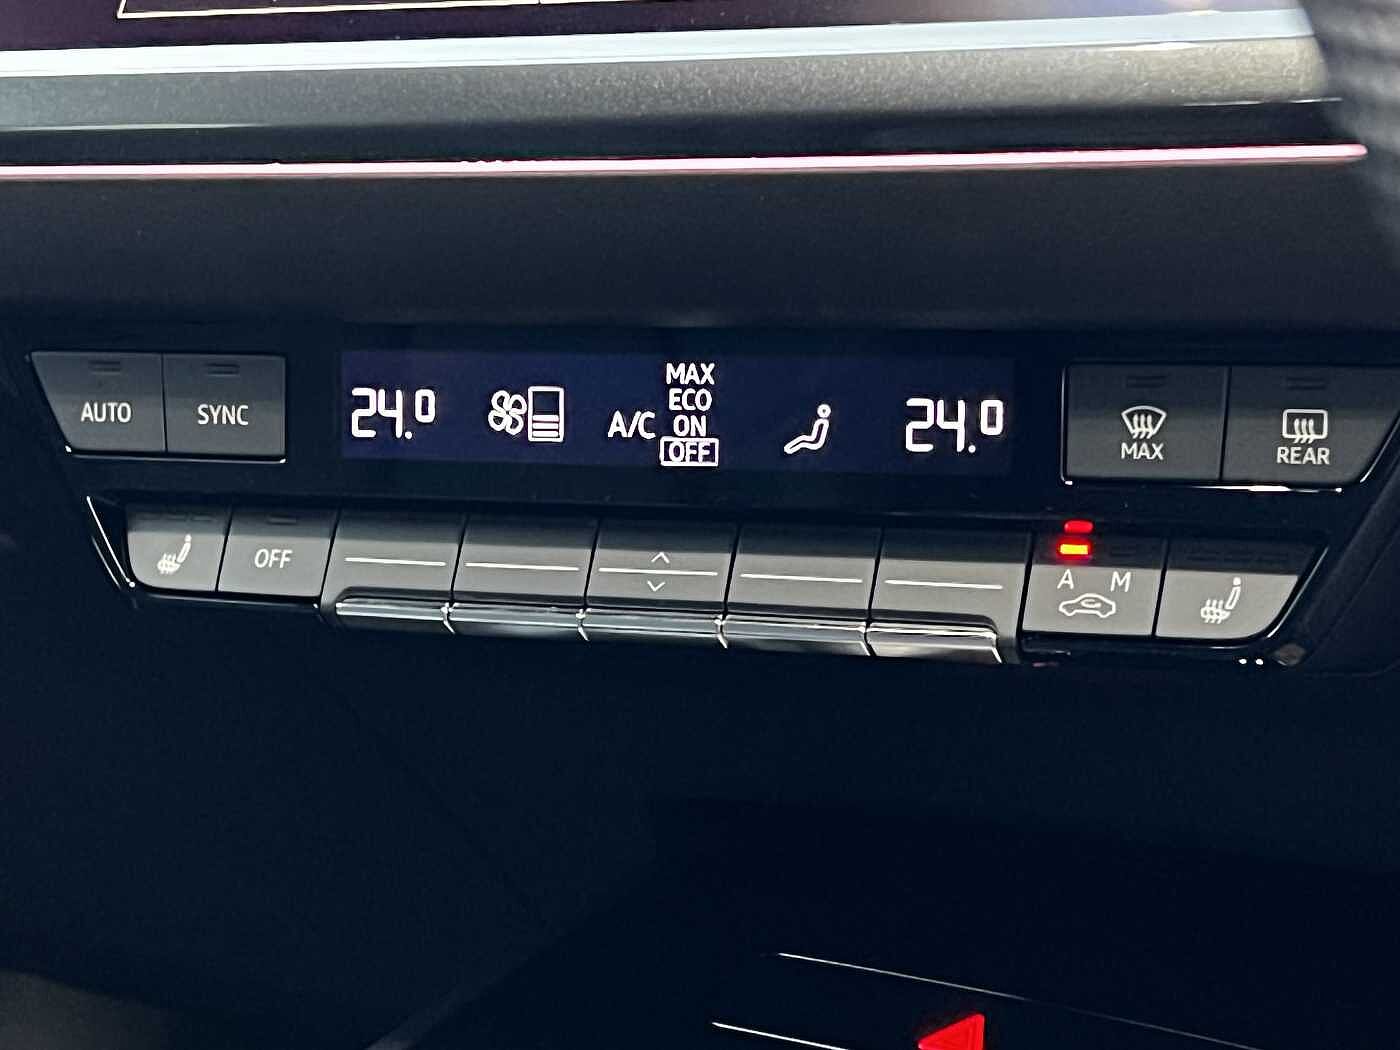 AUTO
SYNC
24.0
A/C
MAX
ECO
ON
OFF
24.0
MAX
REAR
OFF
A M